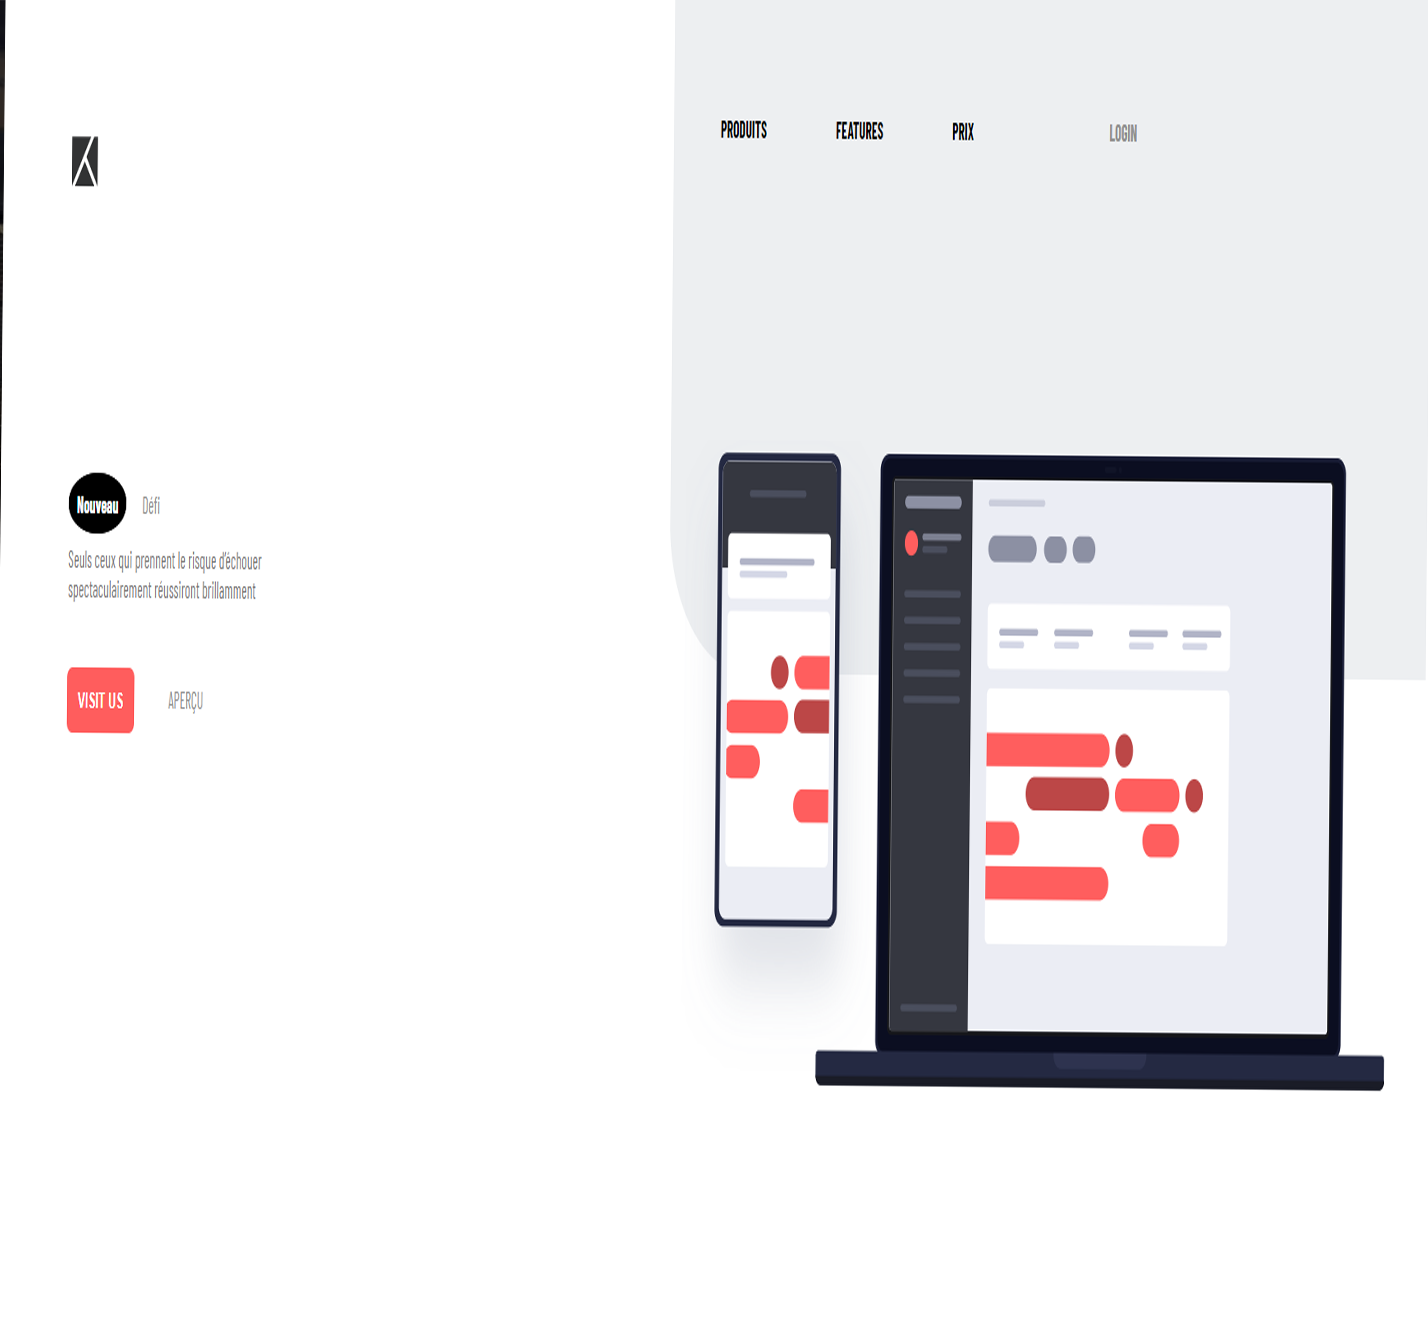 PRODUITS
FEATURES
PRIX
LOGIN
Nouveau
Défi
Seuls ceux qui prennent le risque d'échouer
spectaculairement réussiront brillamment
VISIT US
APERÇU